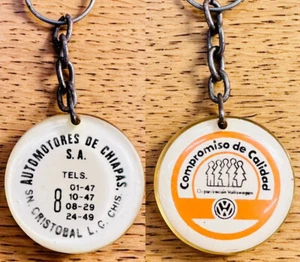 AUTOMOTORES DE CHIAPAS,
S.A.
TELS.
01-47
10-47
8 08-29
24-49
SN. CRISTOBAL L.C. CHIS.
Compromiso de Calidad
Volkswagen